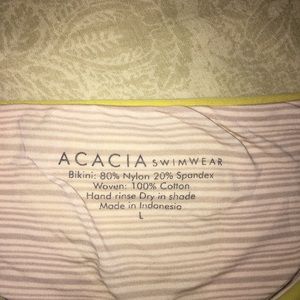 ACACIA SWIMWEAR
Bikini: 80% Nylon 20% Spandex
Woven: 100% Cotton
Hand rinse Dry in shade
Made in Indonesia
L